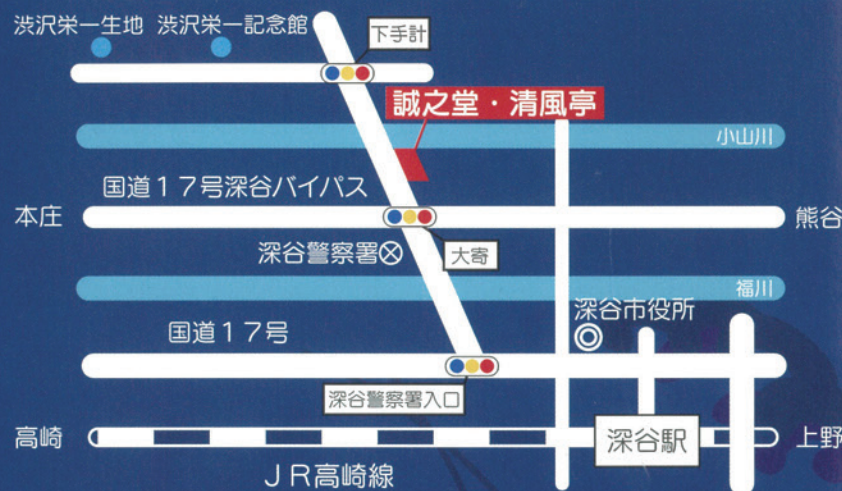 渋沢栄一生地 渋沢栄一記念館
下手計
誠之堂・清風亭
小山川
国道１７号深谷バイパス
本庄
熊谷
深谷警察署
大寄
福川
深谷市役所
国道１７号
深谷警察署入口
高崎
深谷駅
上野
ＪＲ高崎線